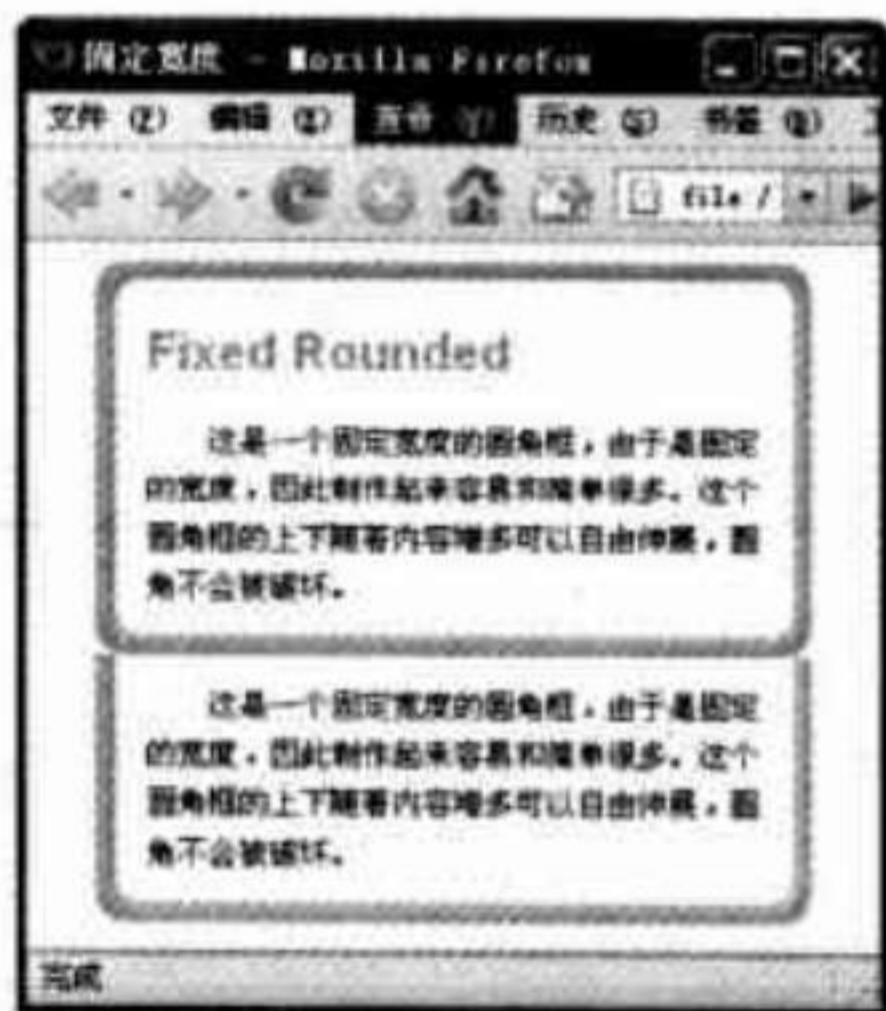 固定宽度 - Mozilla Firefox
文件 (F) 编辑 (E) 查看 (V) 历史 (S) 书签 (B) 工
file /
Fixed Rounded
这是一个固定宽度的圆角框，由于是固定
的宽度，因此制作起来容易和简单很多。这个
圆角框的上下随着内容增多可以自由伸展，圆
角不会被破坏。
这是一个固定宽度的圆角框，由于是固定
的宽度，因此制作起来容易和简单很多。这个
圆角框的上下随着内容增多可以自由伸展，圆
角不会被破坏。
完成